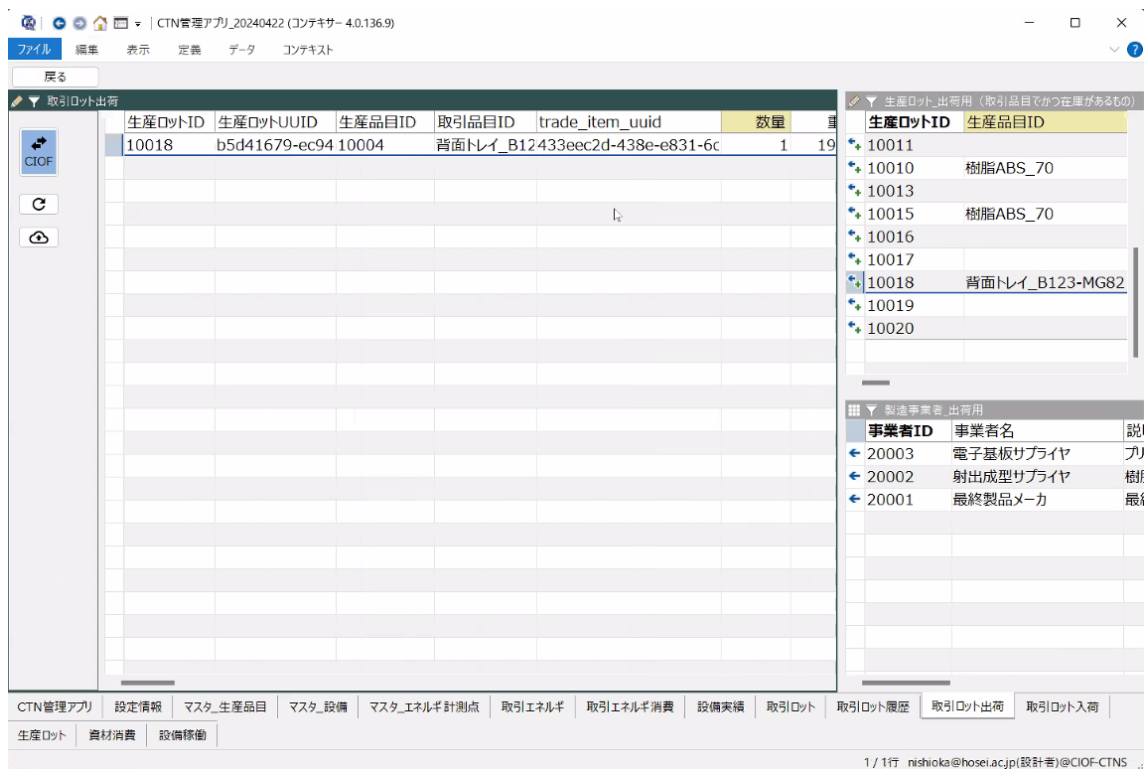 CTN管理アプリ_20240422 (コンテキサー 4.0.136.9)
ファイル 編集 表示 定義 データ コンテキスト
戻る
取引ロット出荷
生産ロットID 生産ロットUUID 生産品目ID 取引品目ID trade_item_uuid 数量
10018 b5d41679-ec94 10004 背面トレイ_B12 433eec2d-438e-e831-6c 1 19
CIOF
生産ロット_出荷用（取引品目でかつ在庫があるもの）
生産ロットID 生産品目ID
10011
10010 樹脂ABS_70
10013
10015 樹脂ABS_70
10016
10017
10018 背面トレイ_B123-MG82
10019
10020
製造事業者_出荷用
事業者ID 事業者名 説
20003 電子基板サプライヤ プ
20002 射出成型サプライヤ 樹
20001 最終製品メーカ 最
CTN管理アプリ 設定情報 マスタ_生産品目 マスタ_設備 マスタ_エネルギ計測点 取引エネルギ 取引エネルギ消費 設備実績 取引ロット 取引ロット履歴 取引ロット出荷 取引ロット入荷
生産ロット 資材消費 設備稼働
1 / 1行 nishioka@hosei.ac.jp(設計者)@CIOF-CTNS